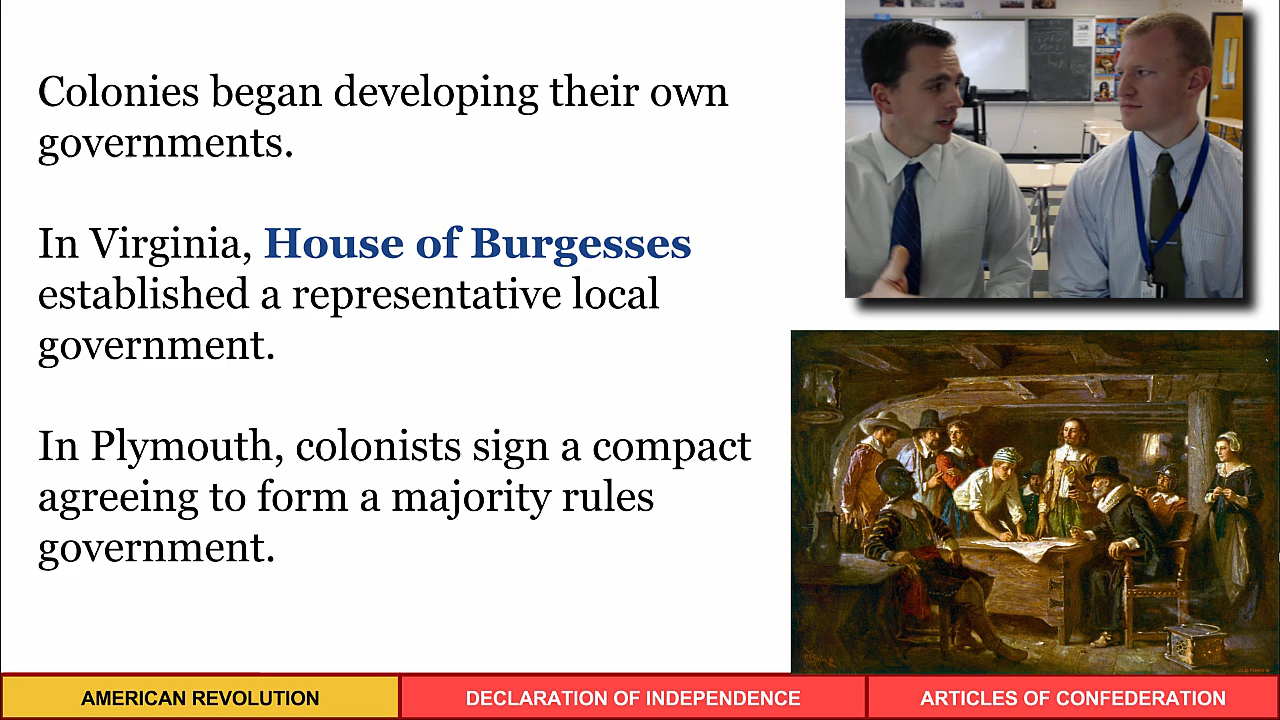 Colonies began developing their own
governments.
In Virginia, House of Burgesses
established a representative local
government.
In Plymouth, colonists sign a compact
agreeing to form a majority rules
government.
AMERICAN REVOLUTION
DECLARATION OF INDEPENDENCE
ARTICLES OF CONFEDERATION